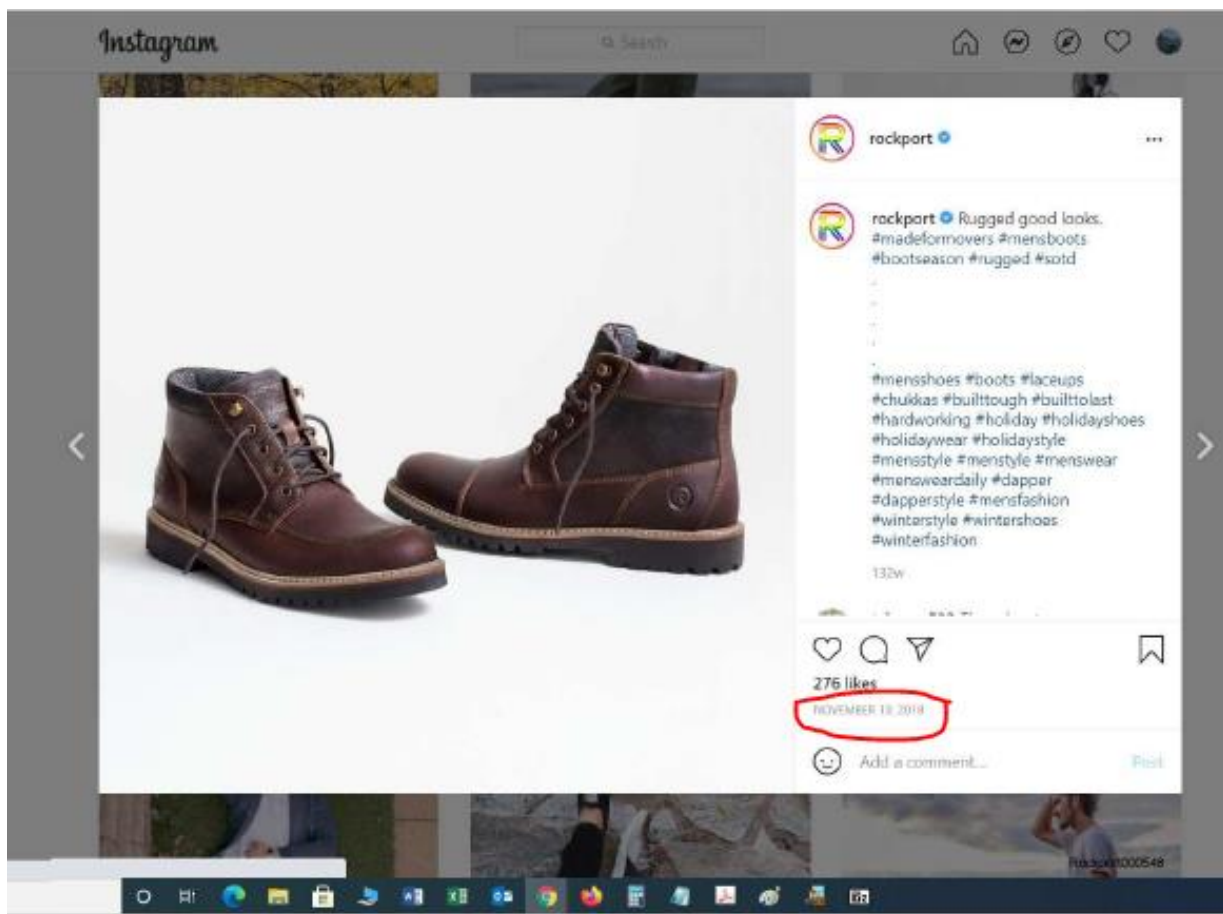 Instagram
Search
rockport
rockport Rugged good looks.
#madeformovers #mensboots
#bootseason #rugged #sotd
.
.
.
.
.
#mensshoes #boots #laceups
#chukkas #builttough #builttolast
#hardworking #holiday #holidayshoes
#holidaywear #holidaystyle
#mensstyle #menstyle #menswear
#mensweardaily #dapper
#dapperstyle #mensfashion
#winterstyle #wintershoes
#winterfashion
132w
276 likes
NOVEMBER
Add a comment...
Post
Rockport000548